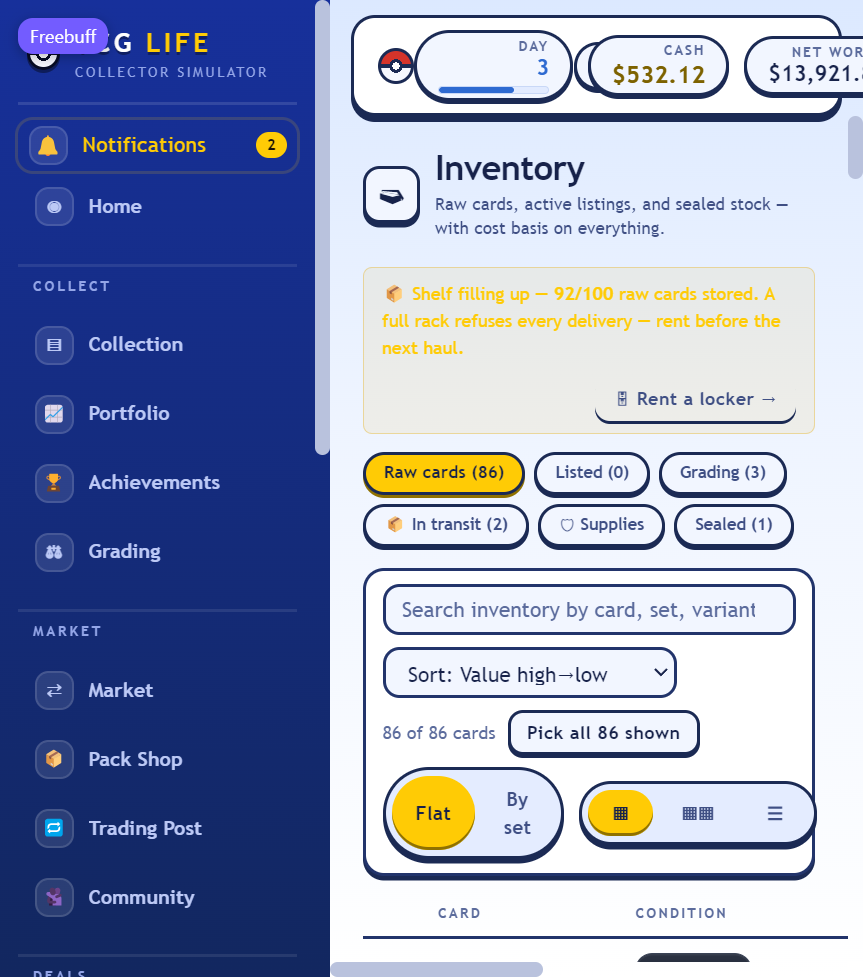 Freebuff
CG LIFE
COLLECTOR SIMULATOR
Notifications
2
Home
COLLECT
Collection
Portfolio
Achievements
Grading
MARKET
Market
Pack Shop
Trading Post
Community
DEALS
DAY
3
CASH
$532.12
NET WOR
$13,921.
Inventory
Raw cards, active listings, and sealed stock —
with cost basis on everything.
Shelf filling up — 92/100 raw cards stored. A
full rack refuses every delivery — rent before the
next haul.
Rent a locker →
Raw cards (86)
Listed (0)
Grading (3)
In transit (2)
Supplies
Sealed (1)
Search inventory by card, set, variant
Sort: Value high→low
86 of 86 cards
Pick all 86 shown
Flat
By
set
CARD
CONDITION